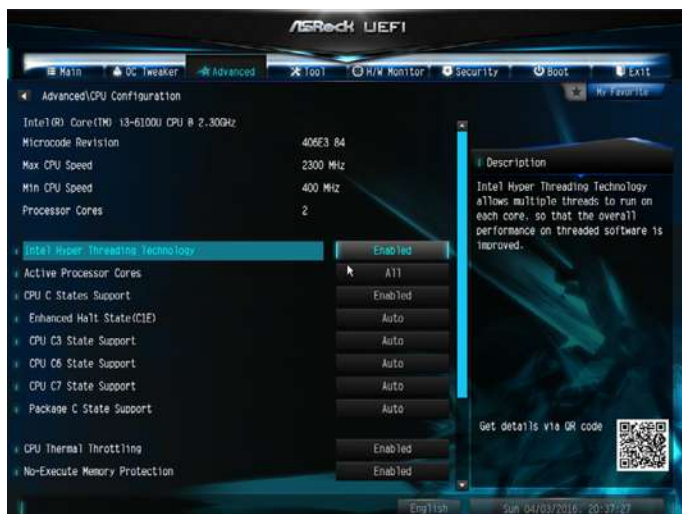 ASRock UEFI
Main OC Tweaker Advanced Tool H/W Monitor Security Boot Exit
Advanced\CPU Configuration
My Favorite
Intel(R) Core(TM) i3-6100U CPU @ 2.30GHz
Microcode Revision 406E3 84
Max CPU Speed 2300 MHz
Min CPU Speed 400 MHz
Processor Cores 2
Intel Hyper Threading Technology Enabled
Active Processor Cores All
CPU C States Support Enabled
Enhanced Halt State(C1E) Auto
CPU C3 State Support Auto
CPU C6 State Support Auto
CPU C7 State Support Auto
Package C State Support Auto
CPU Thermal Throttling Enabled
No-Execute Memory Protection Enabled
Description
Intel Hyper Threading Technology
allows multiple threads to run on
each core, so that the overall
performance on threaded software is
improved.
Get details via QR code
English
Sun 04/03/2016, 20:37:27